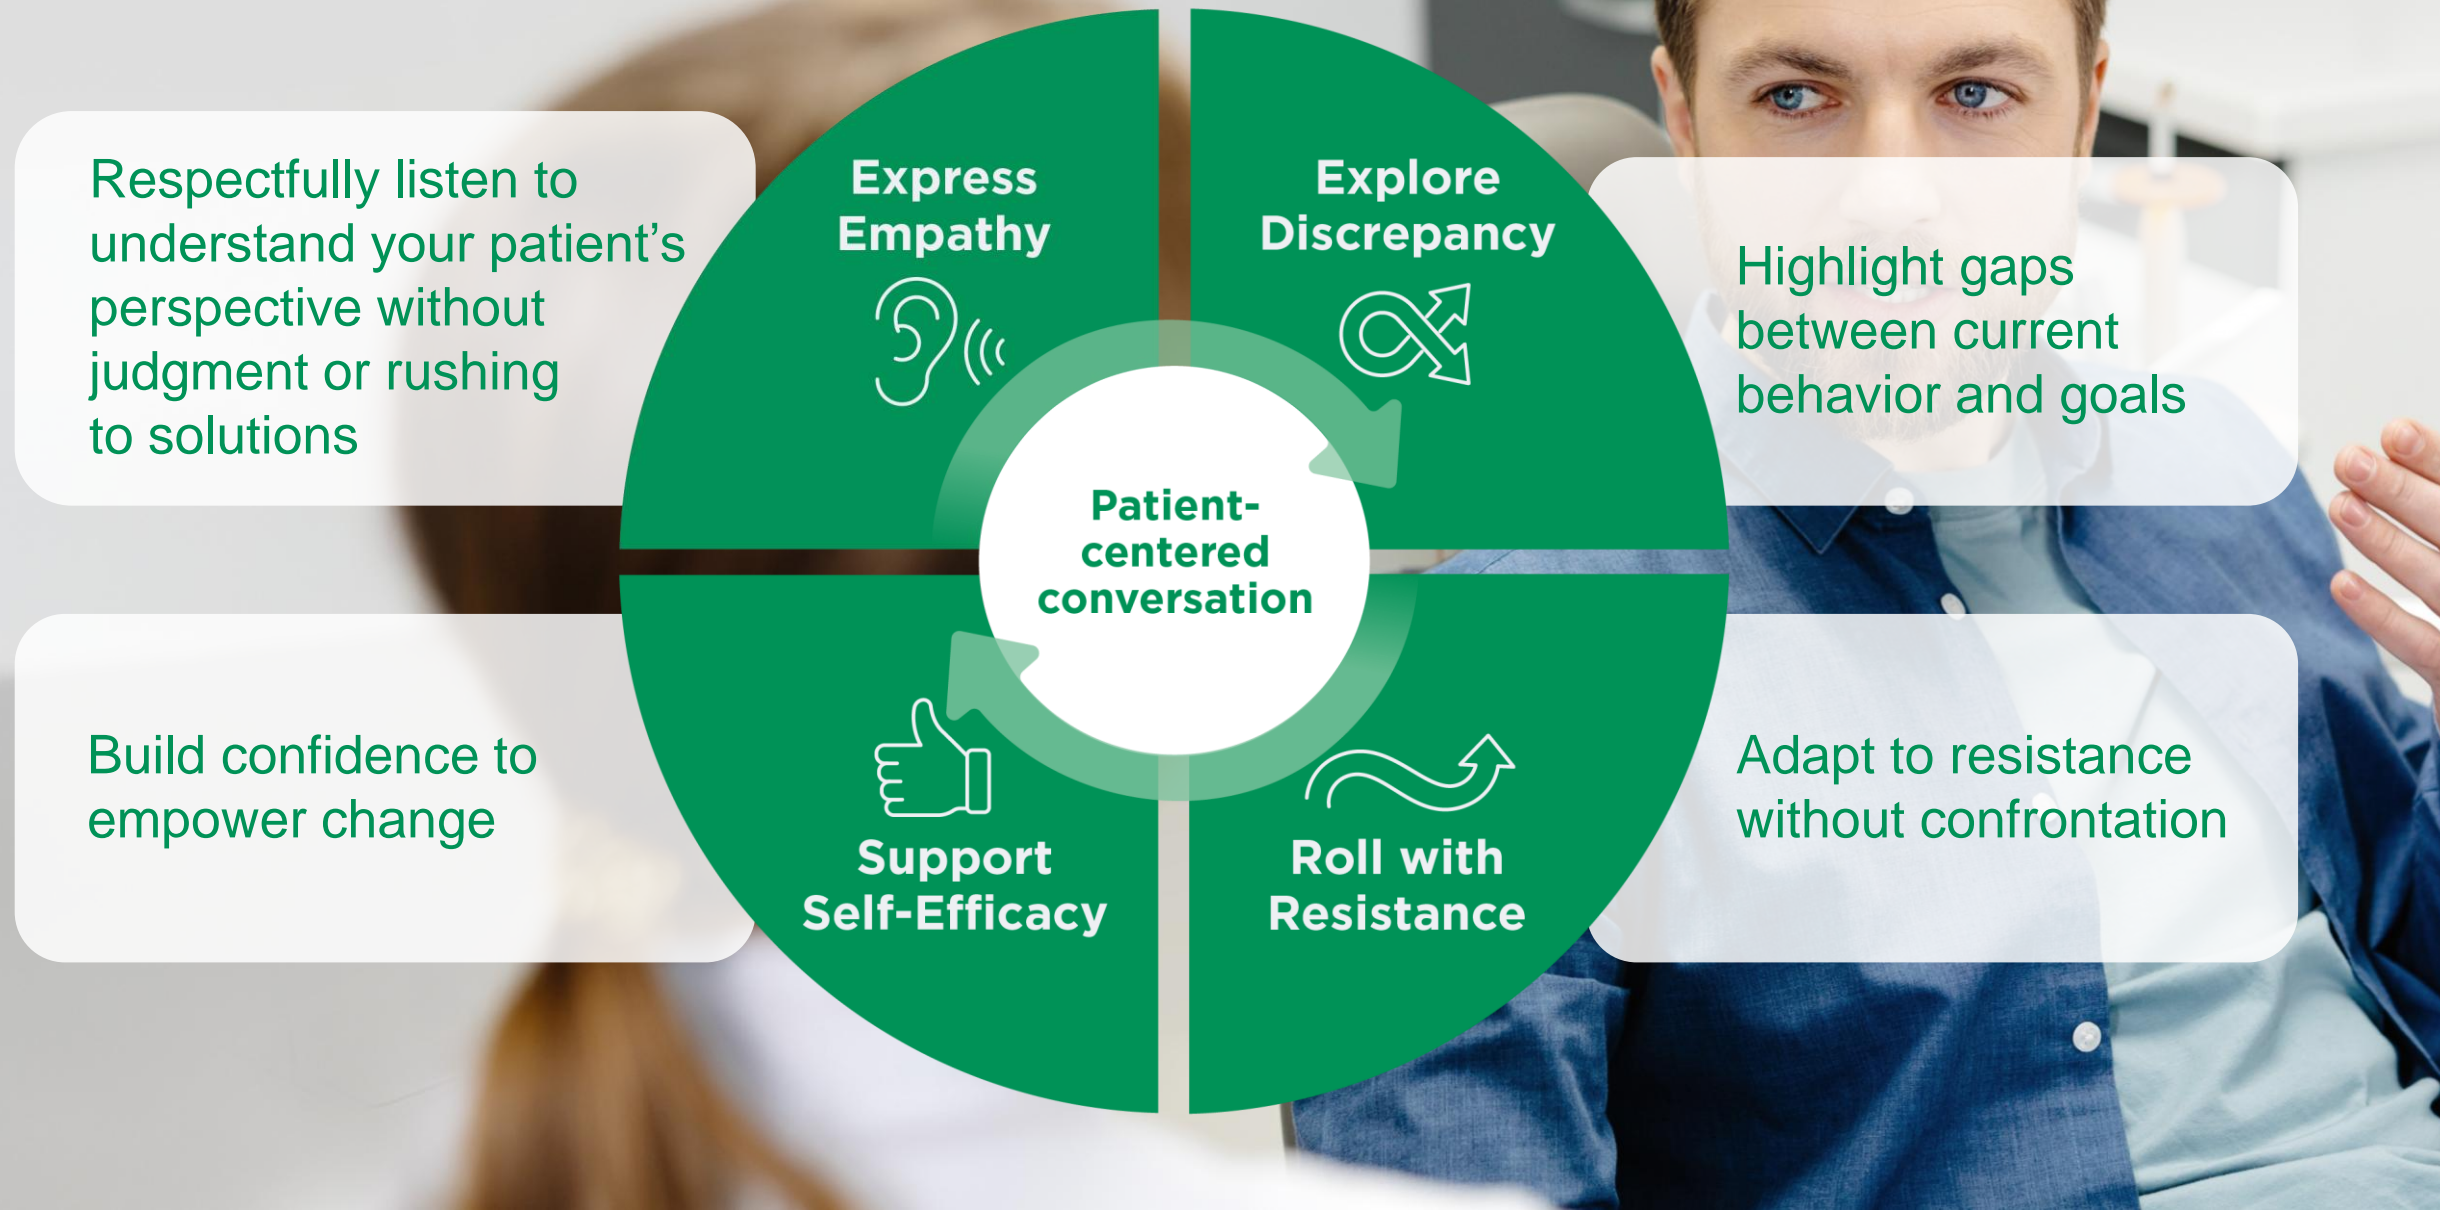 Respectfully listen to
understand your patient’s
perspective without
judgment or rushing
to solutions
Express
Empathy
Explore
Discrepancy
Highlight gaps
between current
behavior and goals
Patient-
centered
conversation
Build confidence to
empower change
Support
Self-Efficacy
Roll with
Resistance
Adapt to resistance
without confrontation